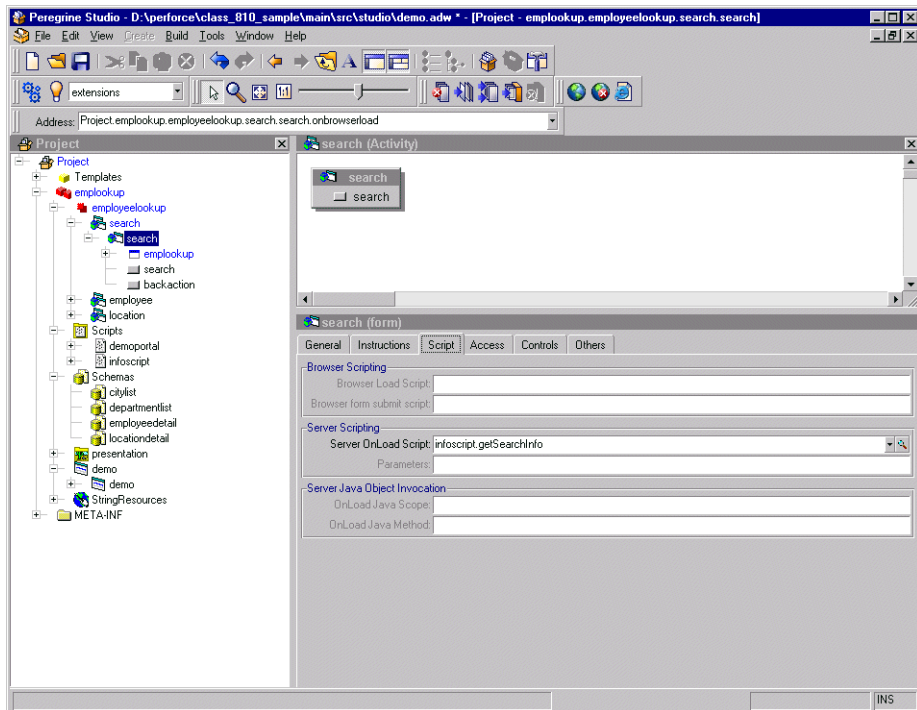 Peregrine Studio - D:\perforce\class_810_sample\main\src\studio\demo.adw * - [Project - emplookup.employeelookup.search.search]
File Edit View Create Build Tools Window Help
extensions
Address: Project.emplookup.employeelookup.search.search.onbrowserload
Project
Project
Templates
emplookup
employeelookup
search
search
emplookup
search
backaction
employee
location
Scripts
demoportal
infoscript
Schemas
citylist
departmentlist
employeedetail
locationdetail
presentation
demo
demo
StringResources
META-INF
search (Activity)
search
search
search (form)
General Instructions Script Access Controls Others
Browser Scripting
Browser Load Script:
Browser form submit script:
Server Scripting
Server OnLoad Script: infoscript.getSearchInfo
Parameters:
Server Java Object Invocation
OnLoad Java Scope:
OnLoad Java Method:
INS